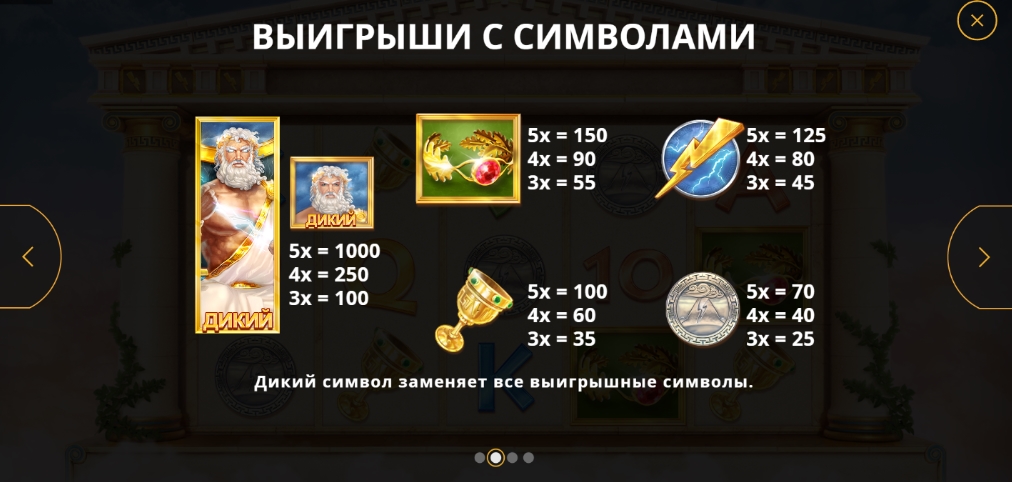 ВЫИГРЫШИ С СИМВОЛАМИ
ДИКИЙ
ДИКИЙ
5x = 1000
4x = 250
3x = 100
5x = 150
4x = 90
3x = 55
5x = 125
4x = 80
3x = 45
5x = 100
4x = 60
3x = 35
5x = 70
4x = 40
3x = 25
Дикий символ заменяет все выигрышные символы.
Q
10
A
K